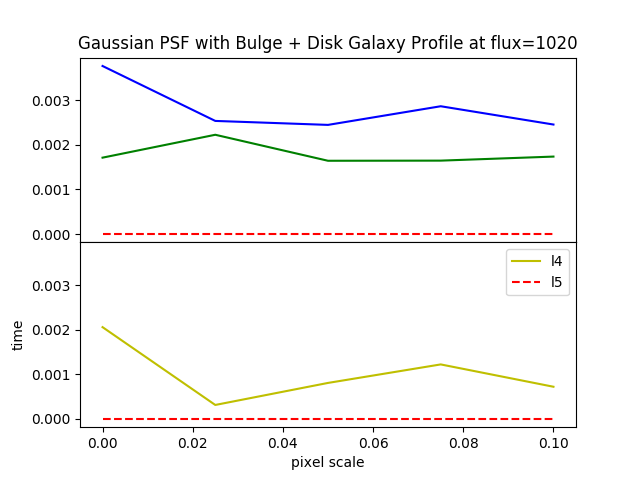 Gaussian PSF with Bulge + Disk Galaxy Profile at flux=1020
0.003
0.002
0.001
0.000
l4
l5
0.003
0.002
0.001
0.000
time
0.00 0.02 0.04 0.06 0.08 0.10
pixel scale